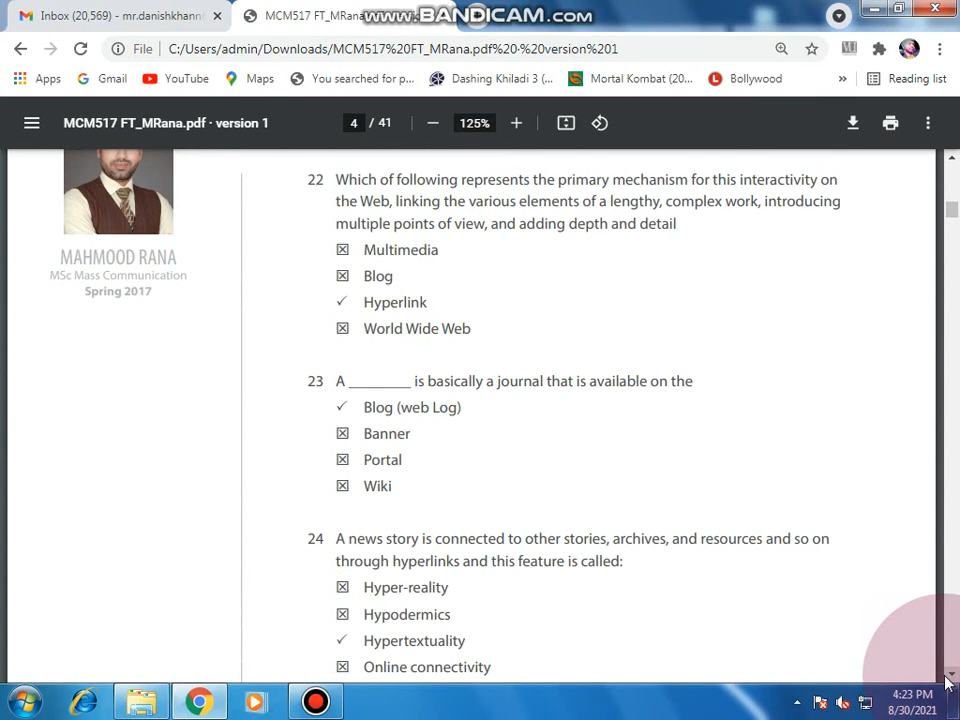 Inbox (20,569) - mr.danishkhann
MCM517 FT_MRana
www.BANDICAM.com
File C:/Users/admin/Downloads/MCM517%20FT_MRana.pdf%20·%20version%201
Apps Gmail YouTube Maps You searched for p... Dashing Khiladi 3 (... Mortal Kombat (20... Bollywood » Reading list
MCM517 FT_MRana.pdf · version 1 4 / 41 125%
MAHMOOD RANA
MSc Mass Communication
Spring 2017
22 Which of following represents the primary mechanism for this interactivity on
the Web, linking the various elements of a lengthy, complex work, introducing
multiple points of view, and adding depth and detail
Multimedia
Blog
Hyperlink
World Wide Web
23 A ________ is basically a journal that is available on the
Blog (web Log)
Banner
Portal
Wiki
24 A news story is connected to other stories, archives, and resources and so on
through hyperlinks and this feature is called:
Hyper-reality
Hypodermics
Hypertextuality
Online connectivity
4:23 PM
8/30/2021